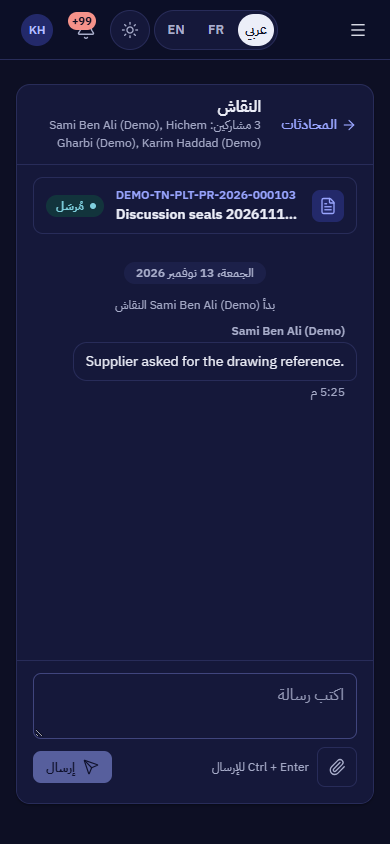 KH
+99
EN
FR
عربي
المحادثات
النقاش
3 مشاركين: Sami Ben Ali (Demo), Hichem
Gharbi (Demo), Karim Haddad (Demo)
DEMO-TN-PLT-PR-2026-000103
Discussion seals 20261111...
مُرسَل
الجمعة، 13 نوفمبر 2026
بدأ Sami Ben Ali (Demo) النقاش
Sami Ben Ali (Demo)
Supplier asked for the drawing reference.
5:25 م
اكتب رسالة
Ctrl + Enter للإرسال
إرسال